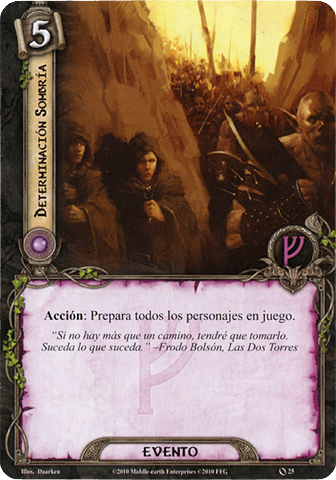 5
DETERMINACIÓN SOMBRÍA
Acción: Prepara todos los personajes en juego.
“Si no hay más que un camino, tendré que tomarlo.
Suceda lo que suceda.” –Frodo Bolsón, Las Dos Torres
EVENTO
Illus. Daarken
©2010 Middle-earth Enterprises ©2010 FFG
25